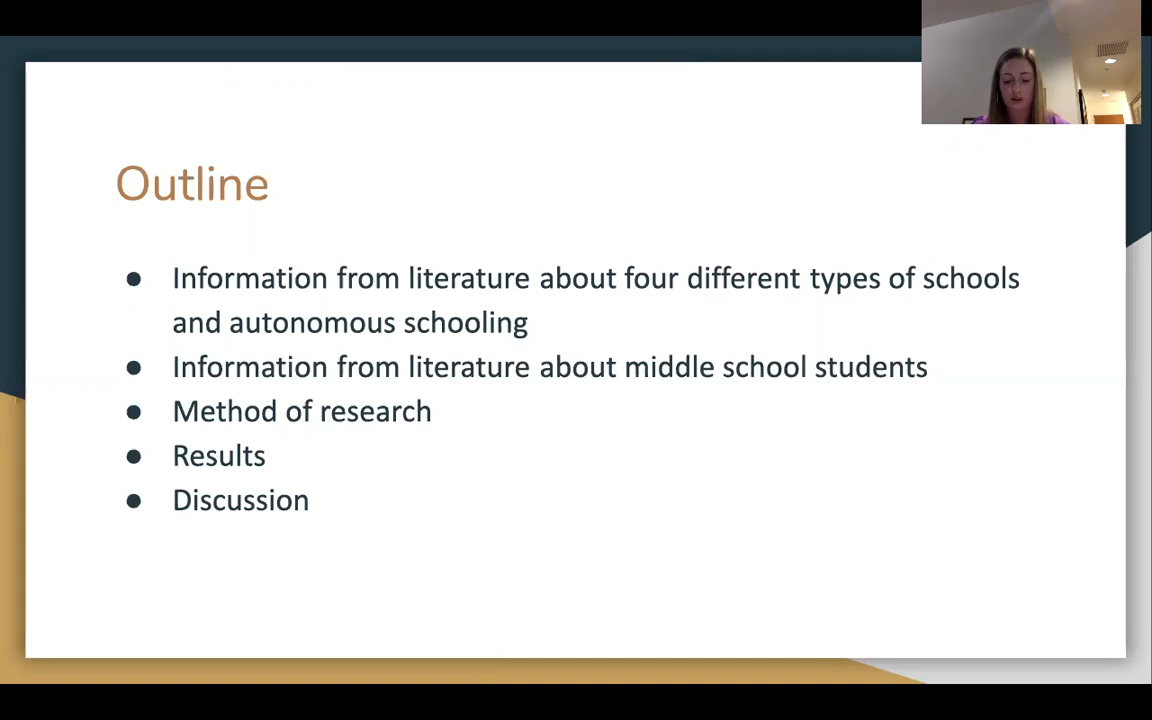 Outline
● Information from literature about four different types of schools
and autonomous schooling
● Information from literature about middle school students
● Method of research
● Results
● Discussion